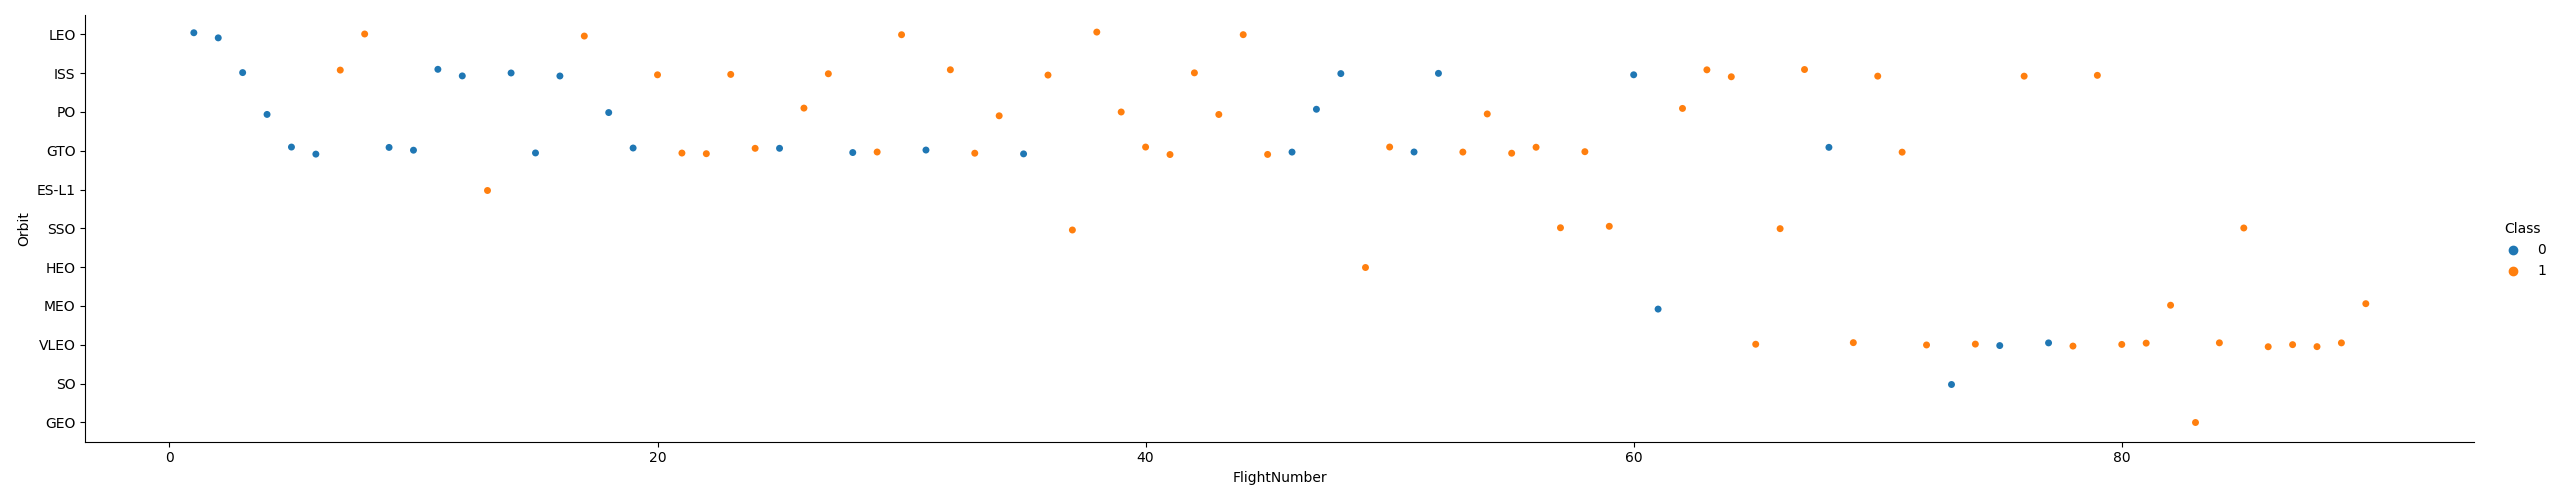 LEO
ISS
PO
GTO
ES-L1
SSO
HEO
MEO
VLEO
SO
GEO
Orbit
0 20 40 60 80
FlightNumber
Class
0
1